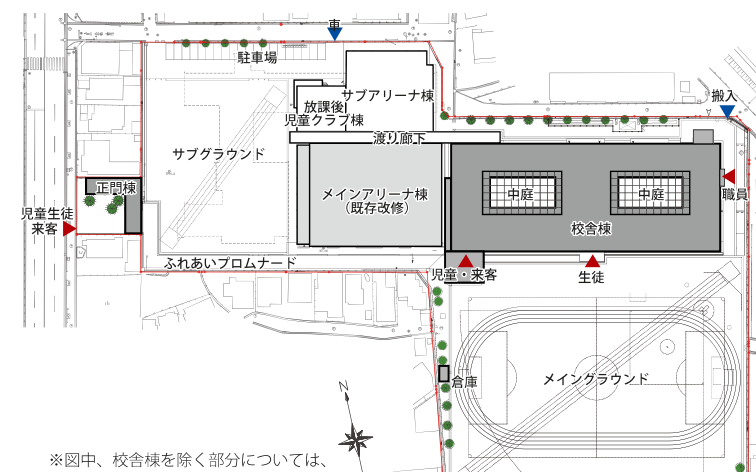 車
駐車場
サブアリーナ棟
搬入
放課後
児童クラブ棟
渡り廊下
サブグラウンド
正門棟
メインアリーナ棟
（既存改修）
中庭
中庭
職員
児童生徒
来客
校舎棟
ふれあいプロムナード
児童・来客
生徒
倉庫
メイングラウンド
N
※図中、校舎棟を除く部分については、